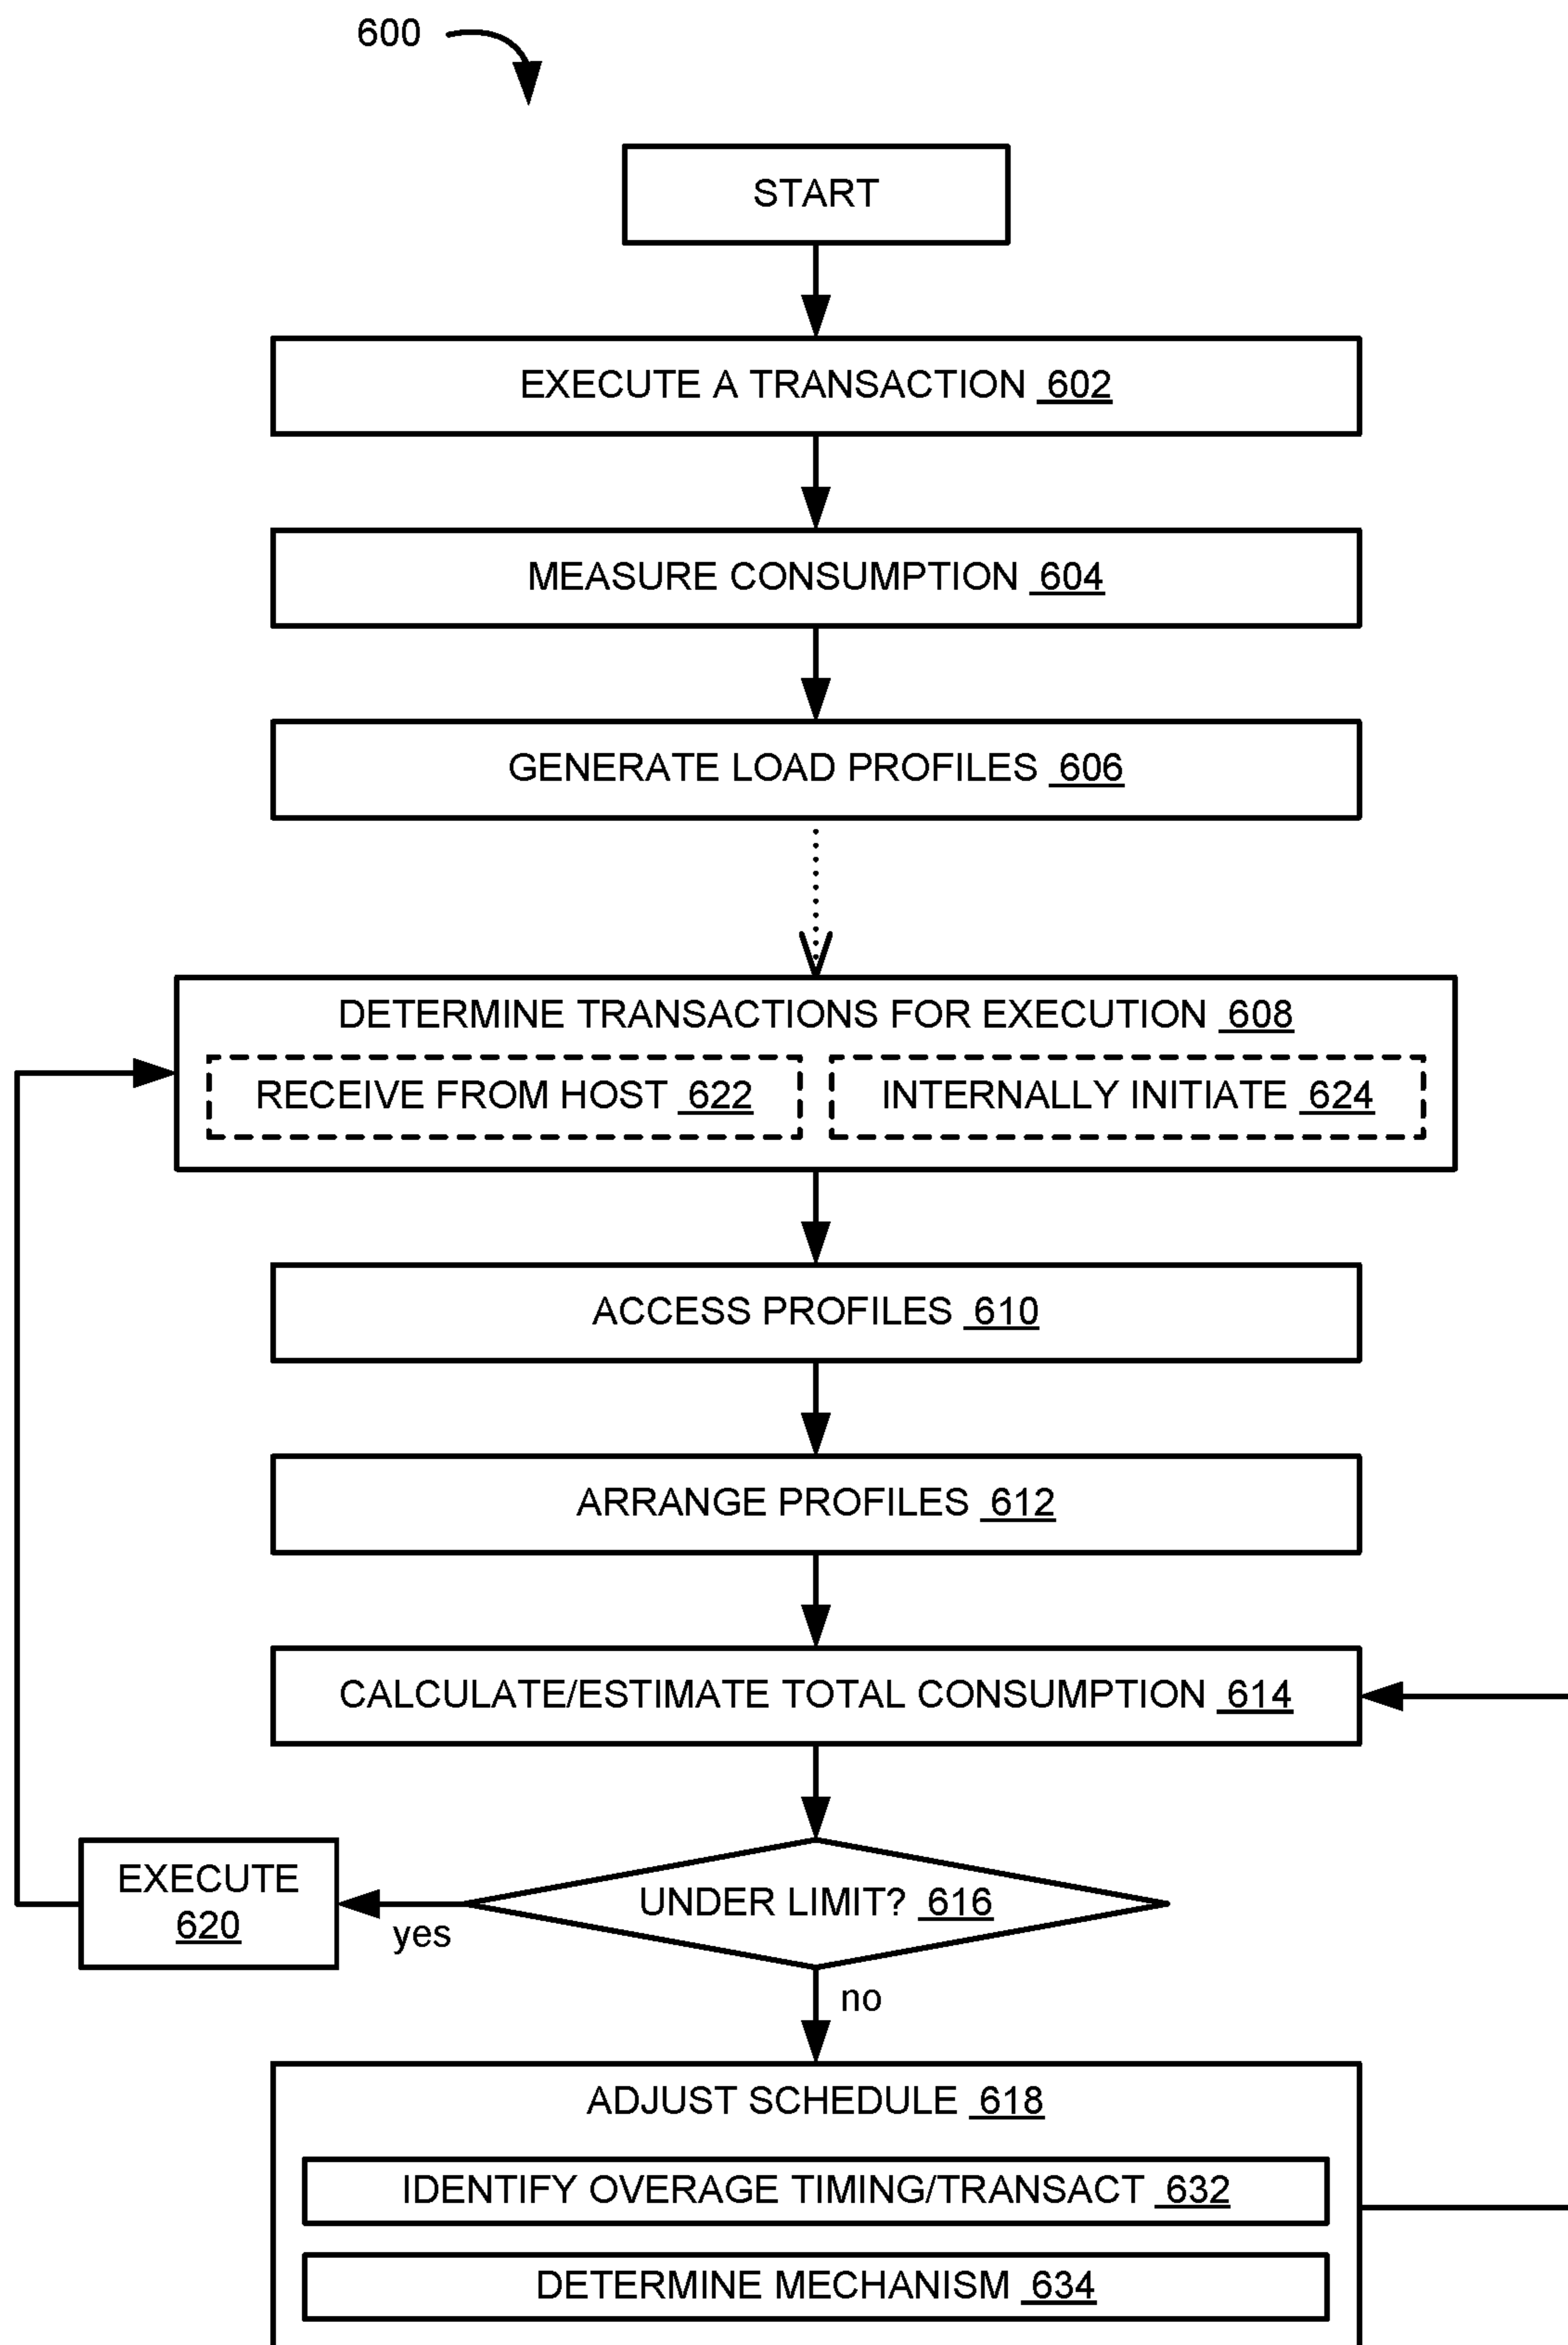 600
START
EXECUTE A TRANSACTION 602
MEASURE CONSUMPTION 604
GENERATE LOAD PROFILES 606
DETERMINE TRANSACTIONS FOR EXECUTION 608
RECEIVE FROM HOST 622
INTERNALLY INITIATE 624
ACCESS PROFILES 610
ARRANGE PROFILES 612
CALCULATE/ESTIMATE TOTAL CONSUMPTION 614
UNDER LIMIT? 616
EXECUTE
620
yes
no
ADJUST SCHEDULE 618
IDENTIFY OVERAGE TIMING/TRANSACT 632
DETERMINE MECHANISM 634